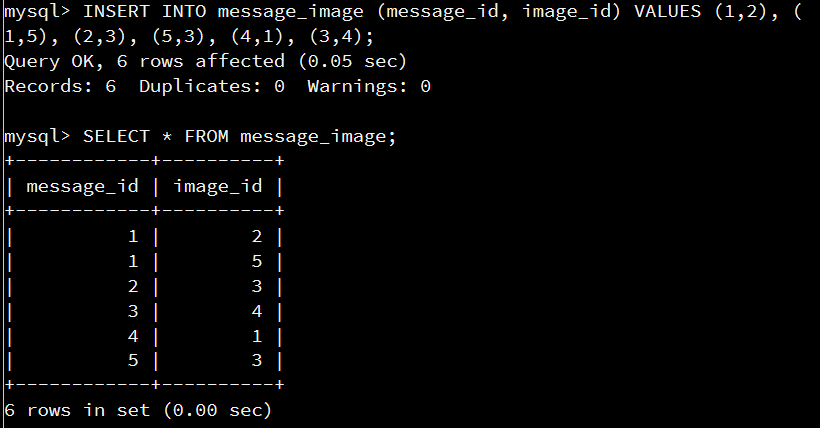 mysql> INSERT INTO message_image (message_id, image_id) VALUES (1,2), (
1,5), (2,3), (5,3), (4,1), (3,4);
Query OK, 6 rows affected (0.05 sec)
Records: 6  Duplicates: 0  Warnings: 0

mysql> SELECT * FROM message_image;
+------------+----------+
| message_id | image_id |
+------------+----------+
|          1 |        2 |
|          1 |        5 |
|          2 |        3 |
|          3 |        4 |
|          4 |        1 |
|          5 |        3 |
+------------+----------+
6 rows in set (0.00 sec)